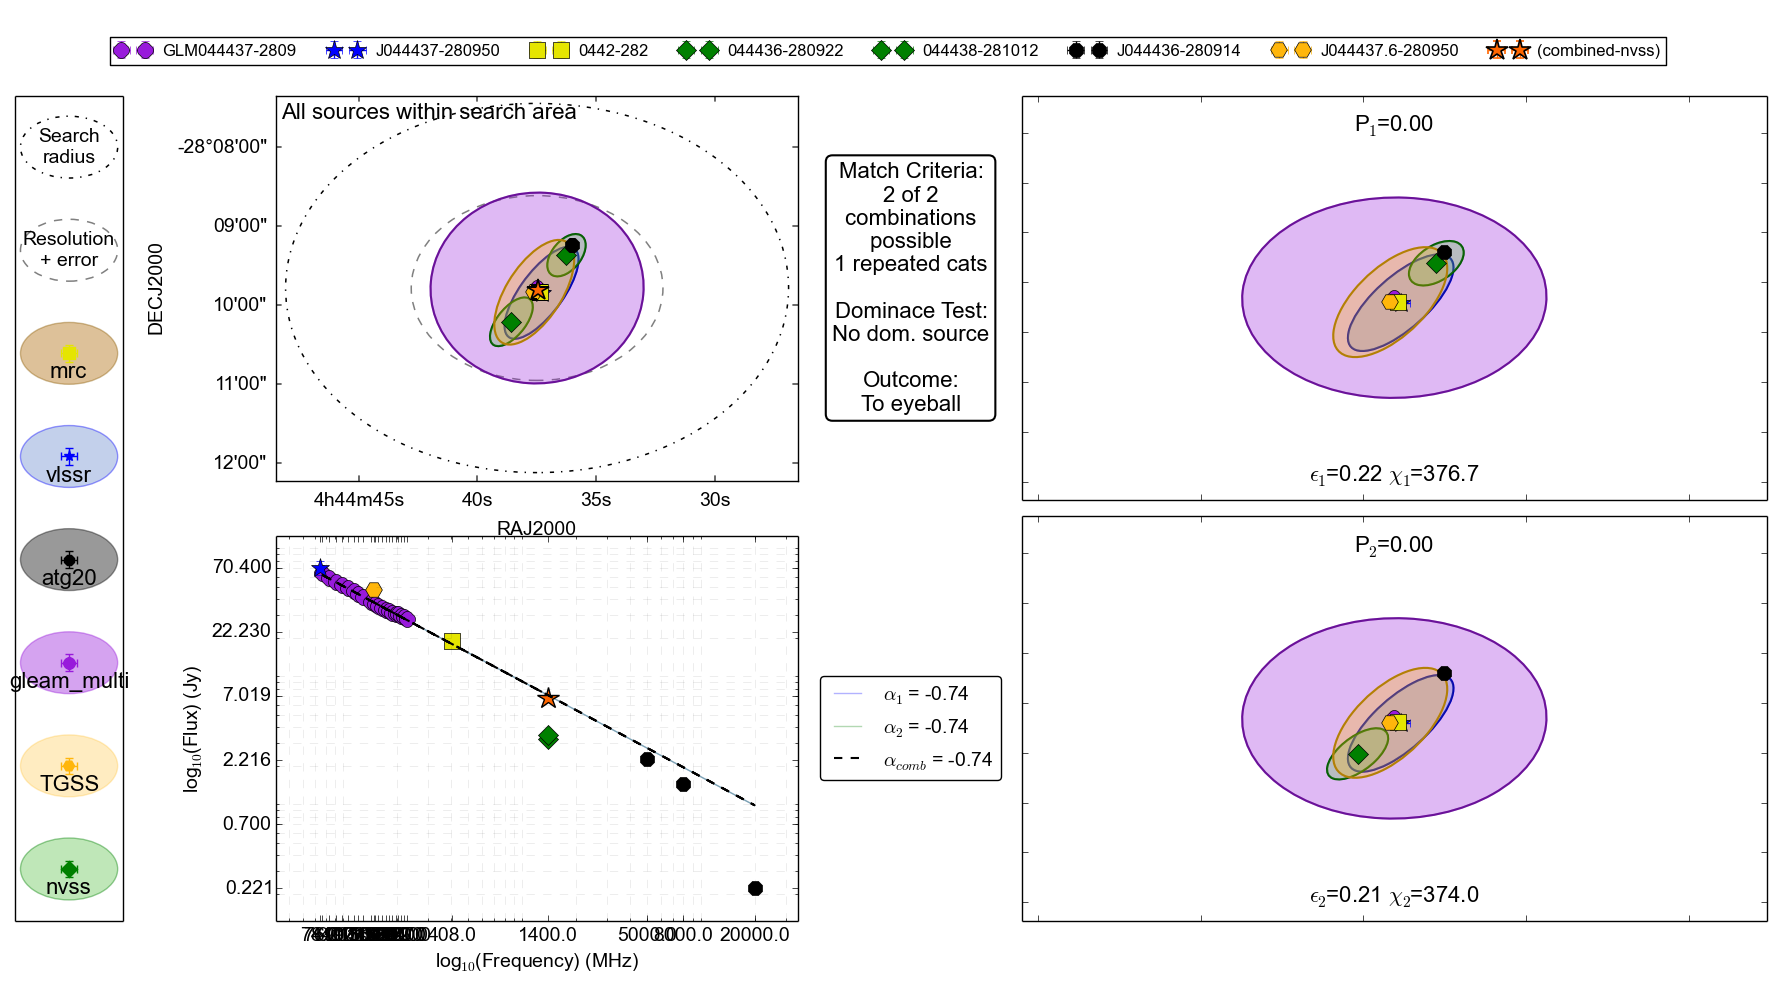 GLM044437-2809 J044437-280950 0442-282 044436-280922 044438-281012 J044436-280914 J044437.6-280950 (combined-nvss)
Search
radius
Resolution
+ error
mrc
vlssr
atg20
gleam_multi
TGSS
nvss
All sources within search area
DECJ2000
-28°08'00"
09'00"
10'00"
11'00"
12'00"
4h44m45s 40s 35s 30s
RAJ2000
Match Criteria:
2 of 2
combinations
possible
1 repeated cats
Dominace Test:
No dom. source
Outcome:
To eyeball
P₁=0.00
ϵ₁=0.22 χ₁=376.7
log₁₀(Flux) (Jy)
70.400
22.230
7.019
2.216
0.700
0.221
408.0 1400.0 5000.0 8000.0 20000.0
log₁₀(Frequency) (MHz)
α₁ = -0.74
α₂ = -0.74
α_comb = -0.74
P₂=0.00
ϵ₂=0.21 χ₂=374.0